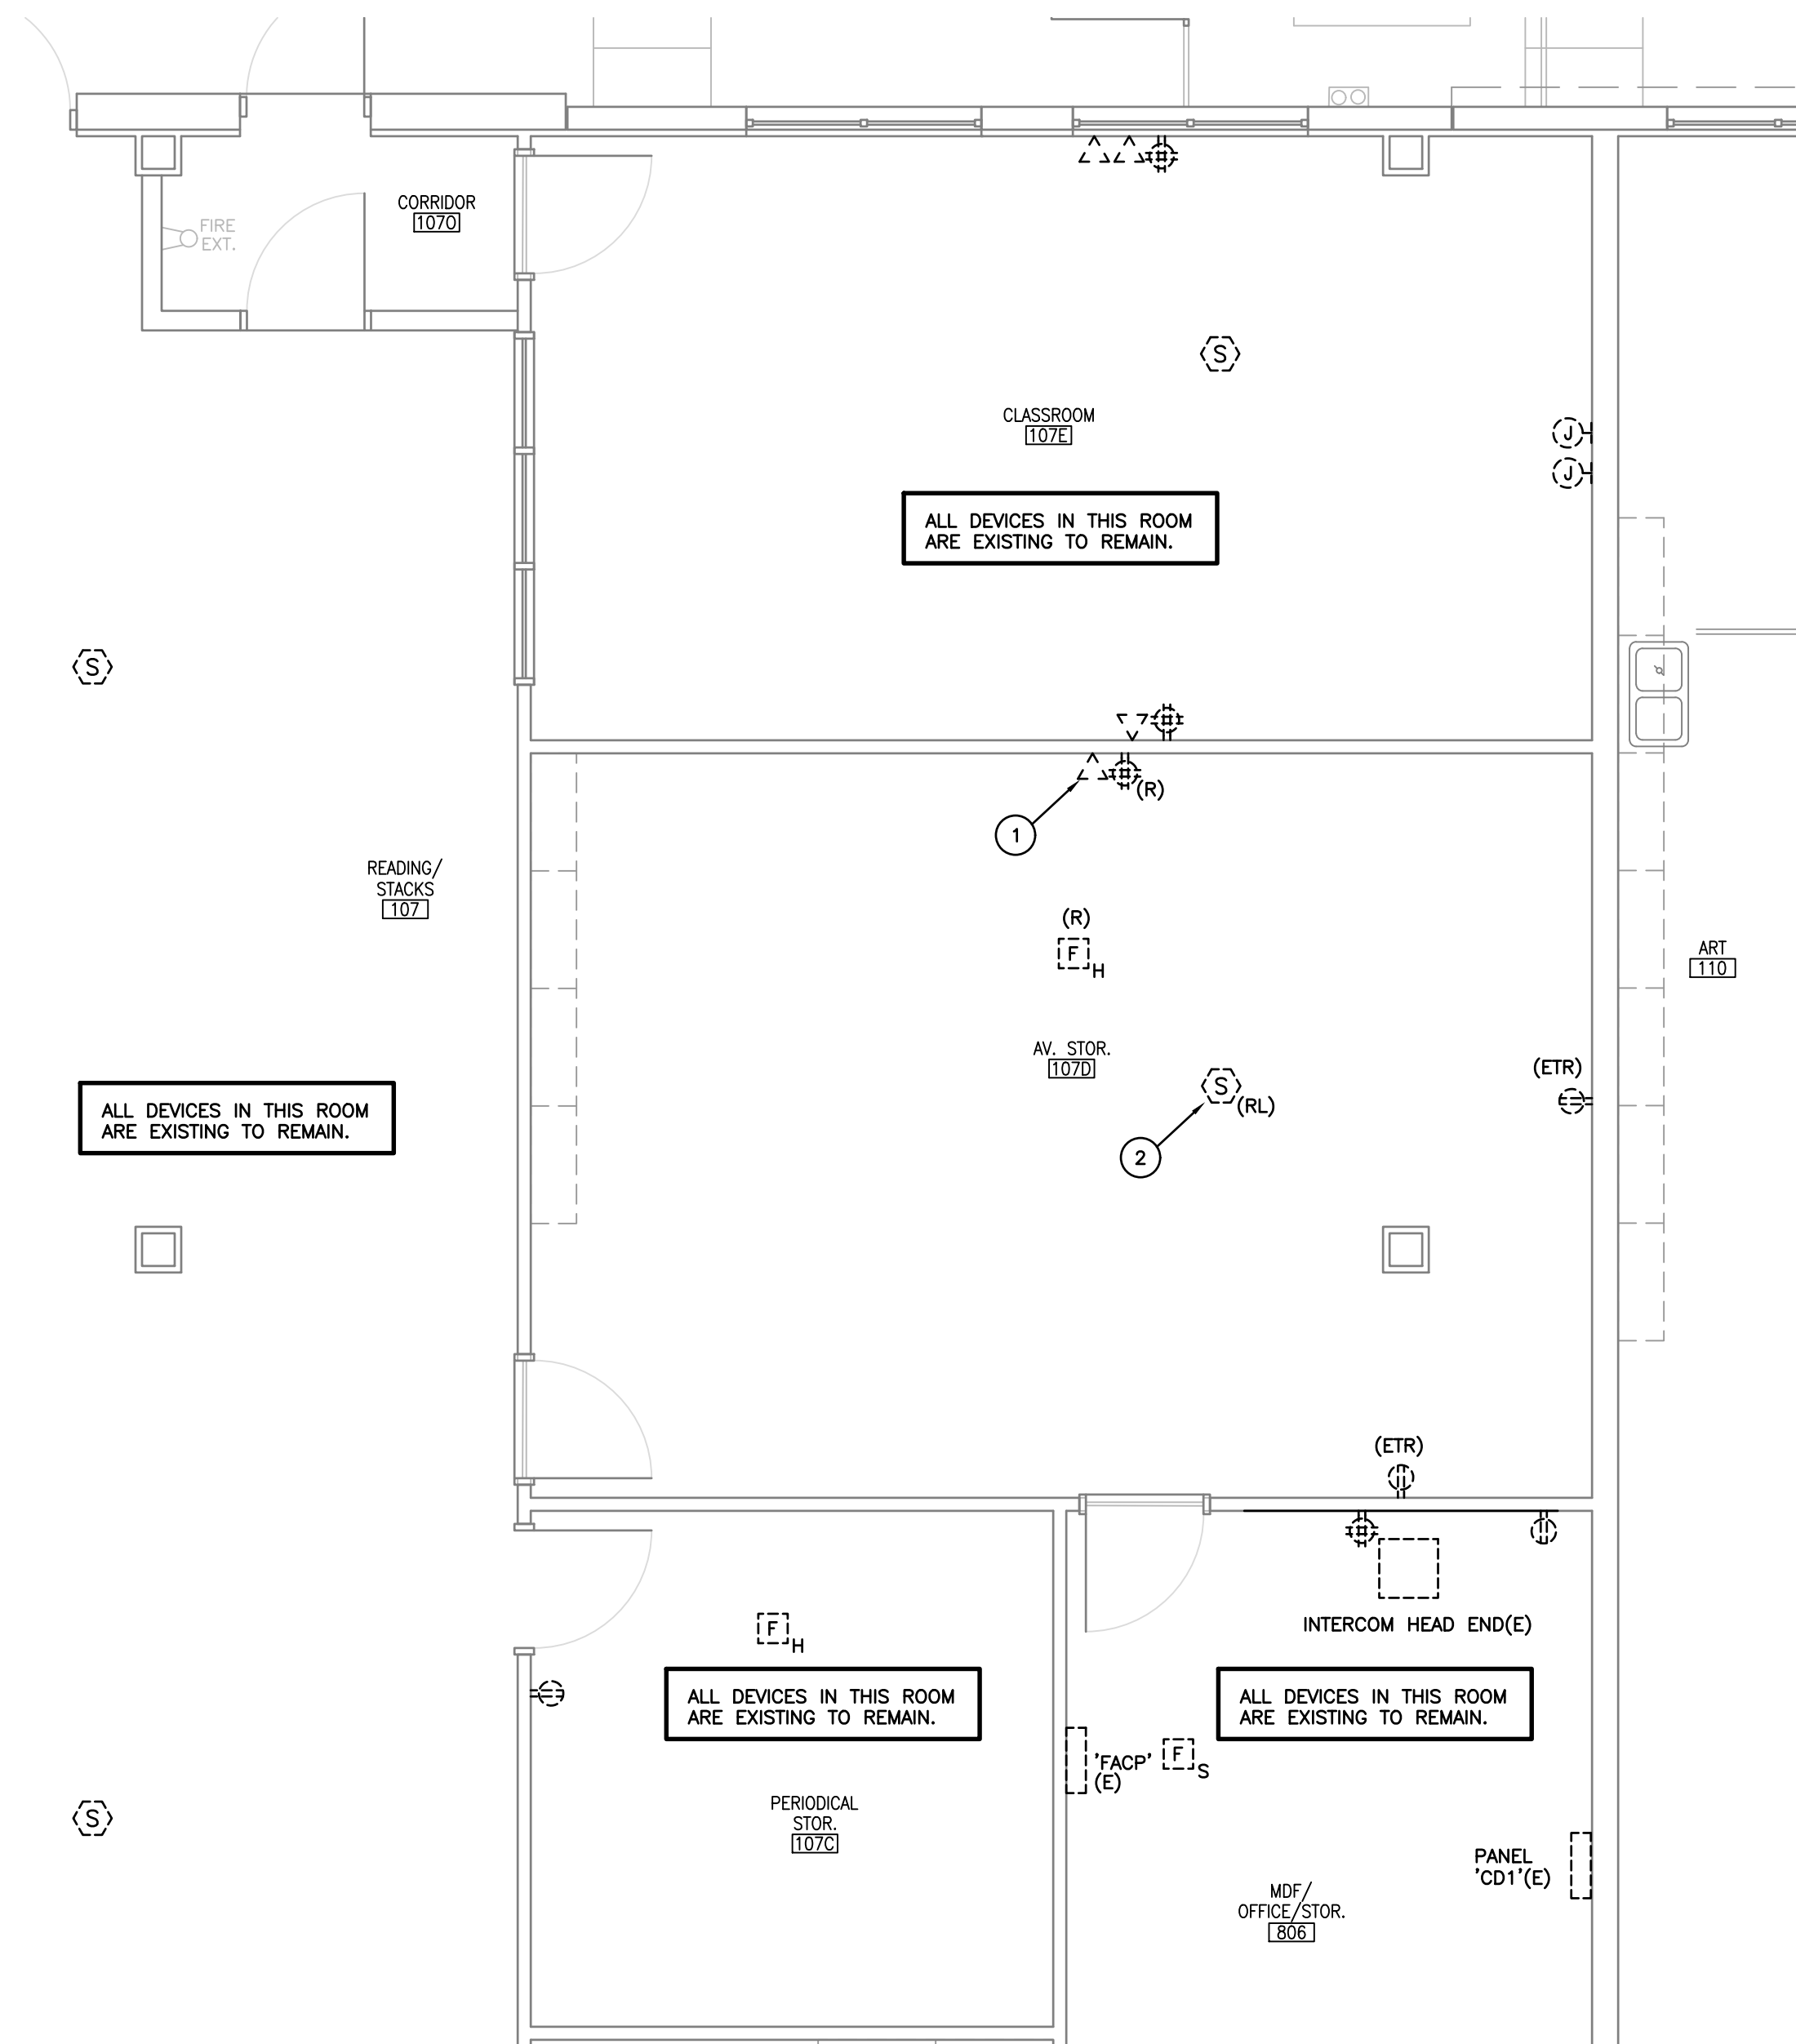 CORRIDOR
1070
FIRE
EXT.
S
CLASSROOM
107E
J
J
ALL DEVICES IN THIS ROOM
ARE EXISTING TO REMAIN.
S
(R)
1
READING/
STACKS
107
(R)
F
H
ART
110
AV. STOR.
107D
(ETR)
S
(RL)
ALL DEVICES IN THIS ROOM
ARE EXISTING TO REMAIN.
2
(ETR)
INTERCOM HEAD END(E)
F
H
ALL DEVICES IN THIS ROOM
ARE EXISTING TO REMAIN.
ALL DEVICES IN THIS ROOM
ARE EXISTING TO REMAIN.
'FACP'
(E)
F
S
S
PERIODICAL
STOR.
107C
PANEL
'CD1'(E)
MDF/
OFFICE/STOR.
806